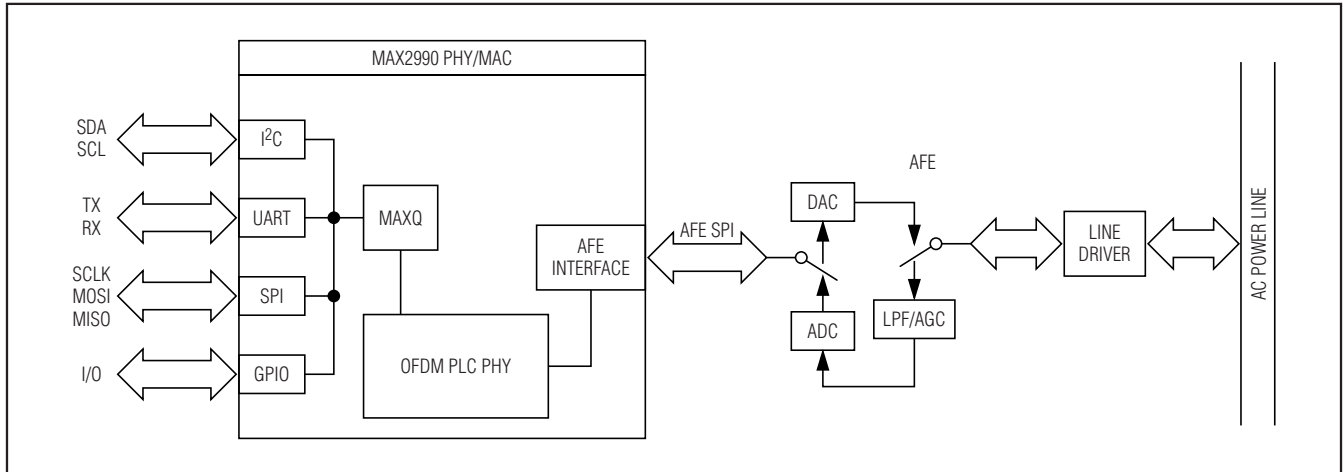 MAX2990 PHY/MAC
SDA
SCL
I²C
TX
RX
UART
MAXQ
SCLK
MOSI
MISO
SPI
I/O
GPIO
OFDM PLC PHY
AFE
INTERFACE
AFE SPI
AFE
DAC
ADC
LPF/AGC
LINE
DRIVER
AC POWER LINE